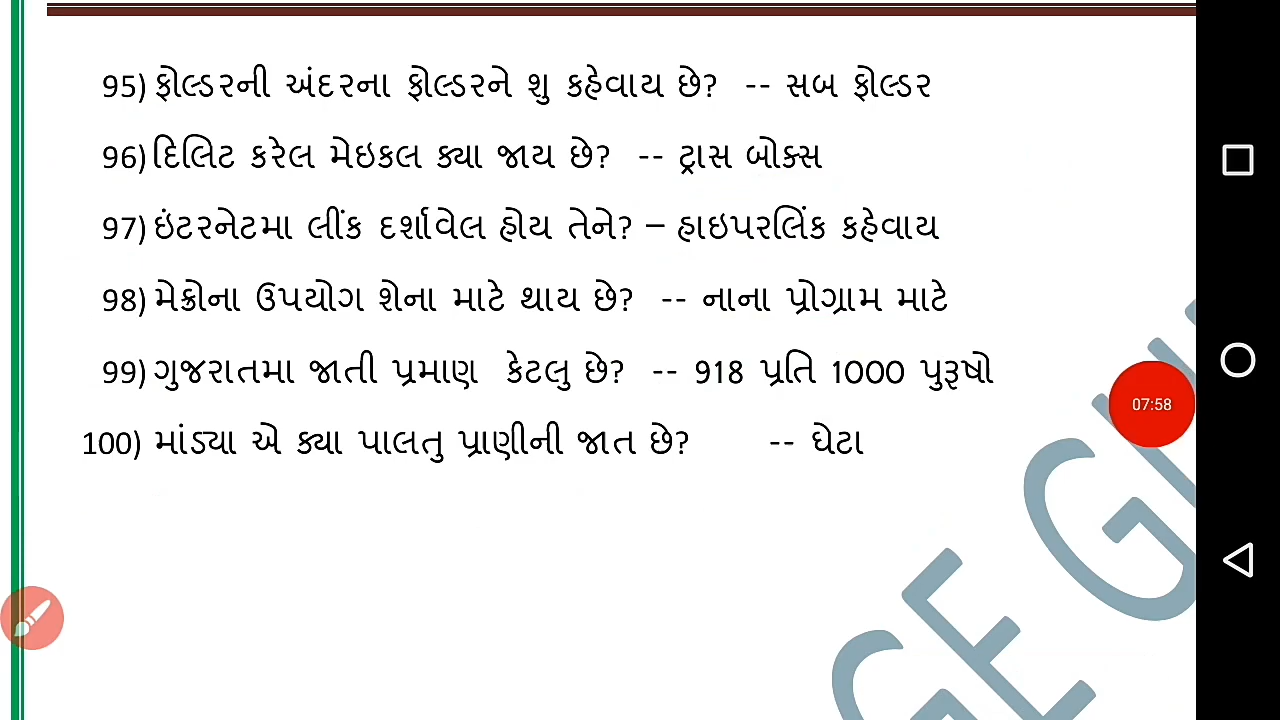 95) ફોલ્ડરની અંદરના ફોલ્ડરને શુ કહેવાય છે? -- સબ ફોલ્ડર
96) દિલિટ કરેલ મેઇકલ ક્યા જાય છે? -- ટ્રાસ બોક્સ
97) ઇંટરનેટમા લીંક દર્શાવેલ હોય તેને? – હાઇપરલિંક કહેવાય
98) મેક્રોના ઉપયોગ શેના માટે થાય છે? -- નાના પ્રોગ્રામ માટે
99) ગુજરાતમા જાતી પ્રમાણ કેટલુ છે? -- 918 પ્રતિ 1000 પુરૂષો
07:58
100) માંડ્યા એ ક્યા પાલતુ પ્રાણીની જાત છે? -- ઘેટા